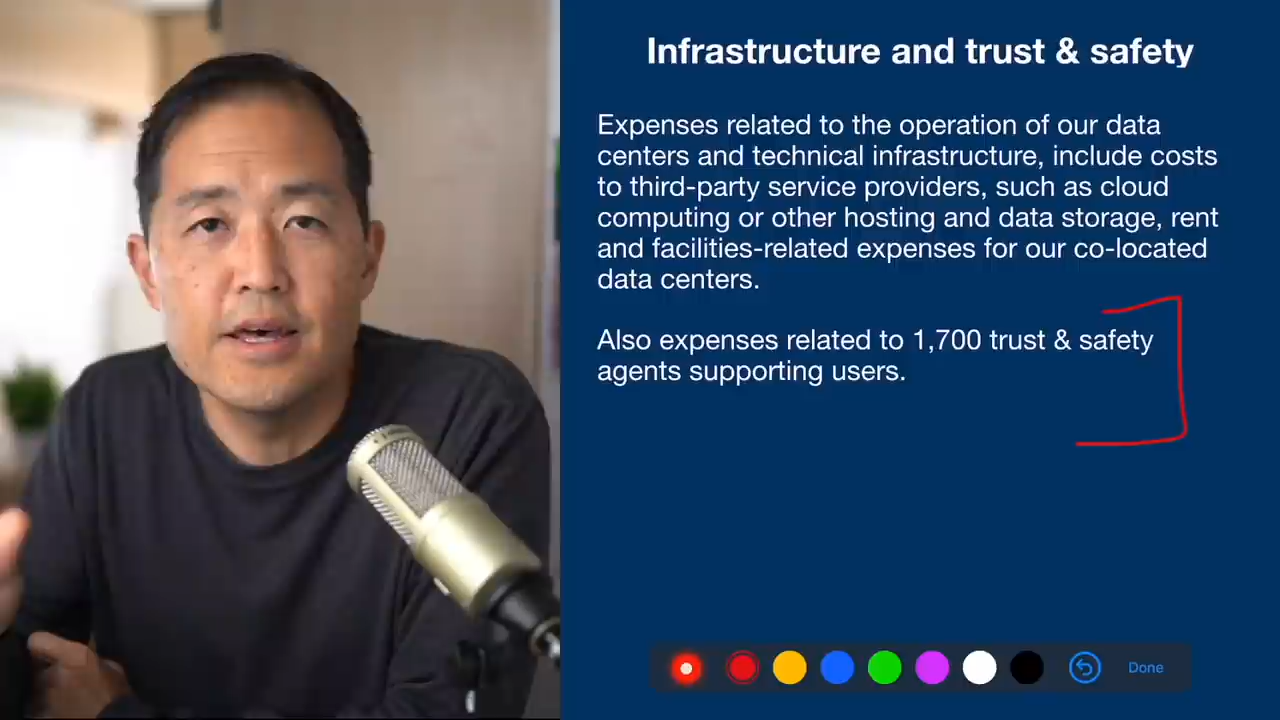 Infrastructure and trust & safety
Expenses related to the operation of our data
centers and technical infrastructure, include costs
to third-party service providers, such as cloud
computing or other hosting and data storage, rent
and facilities-related expenses for our co-located
data centers.
Also expenses related to 1,700 trust & safety
agents supporting users.
Done